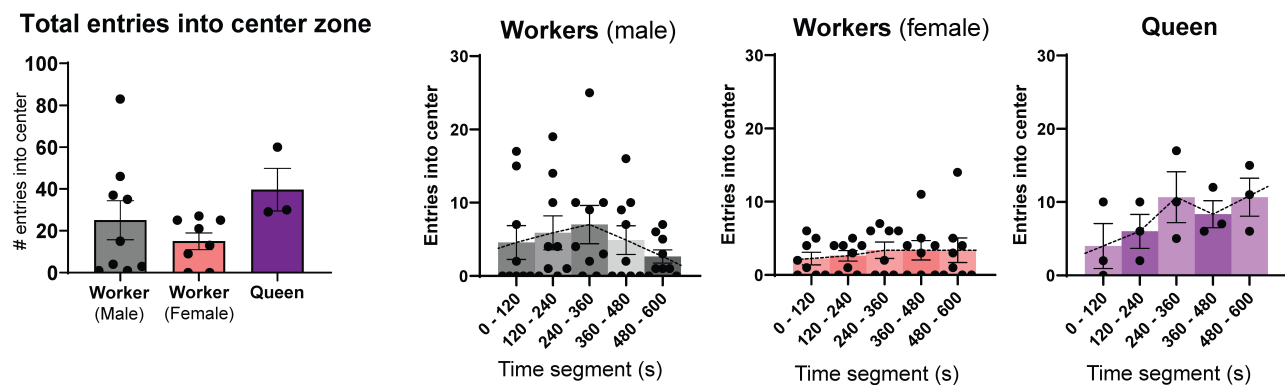 Total entries into center zone
# entries into center
100
80
60
40
20
0
Worker
(Male)
Worker
(Female)
Queen
Workers (male)
Entries into center
30
20
10
0
0 - 120
120 - 240
240 - 360
360 - 480
480 - 600
Time segment (s)
Workers (female)
Entries into center
30
20
10
0
0 - 120
120 - 240
240 - 360
360 - 480
480 - 600
Time segment (s)
Queen
Entries into center
30
20
10
0
0 - 120
120 - 240
240 - 360
360 - 480
480 - 600
Time segment (s)